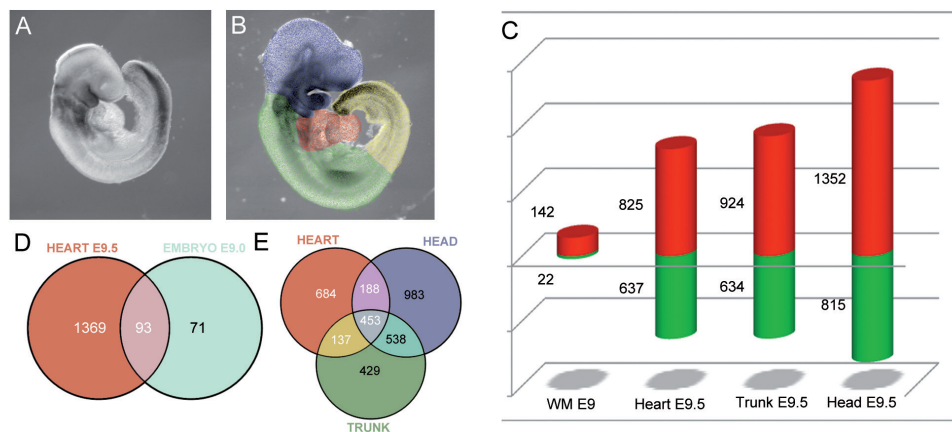 A
B
C
142
22
825
637
924
634
1352
815
WM E9
Heart E9.5
Trunk E9.5
Head E9.5
D
HEART E9.5
EMBRYO E9.0
1369
93
71
E
HEART
HEAD
684
188
983
453
137
538
429
TRUNK